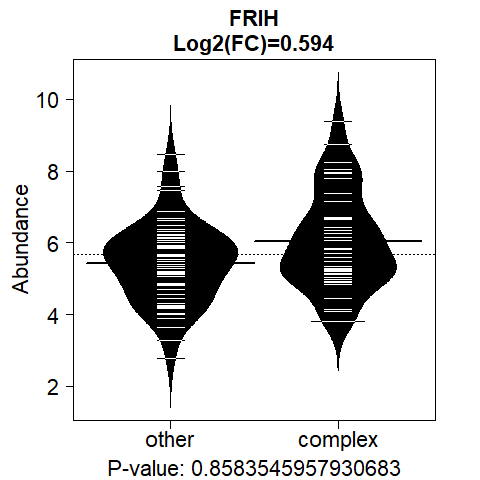 FRIH
Log2(FC)=0.594
Abundance
10
8
6
4
2
other complex
P-value: 0.8583545957930683